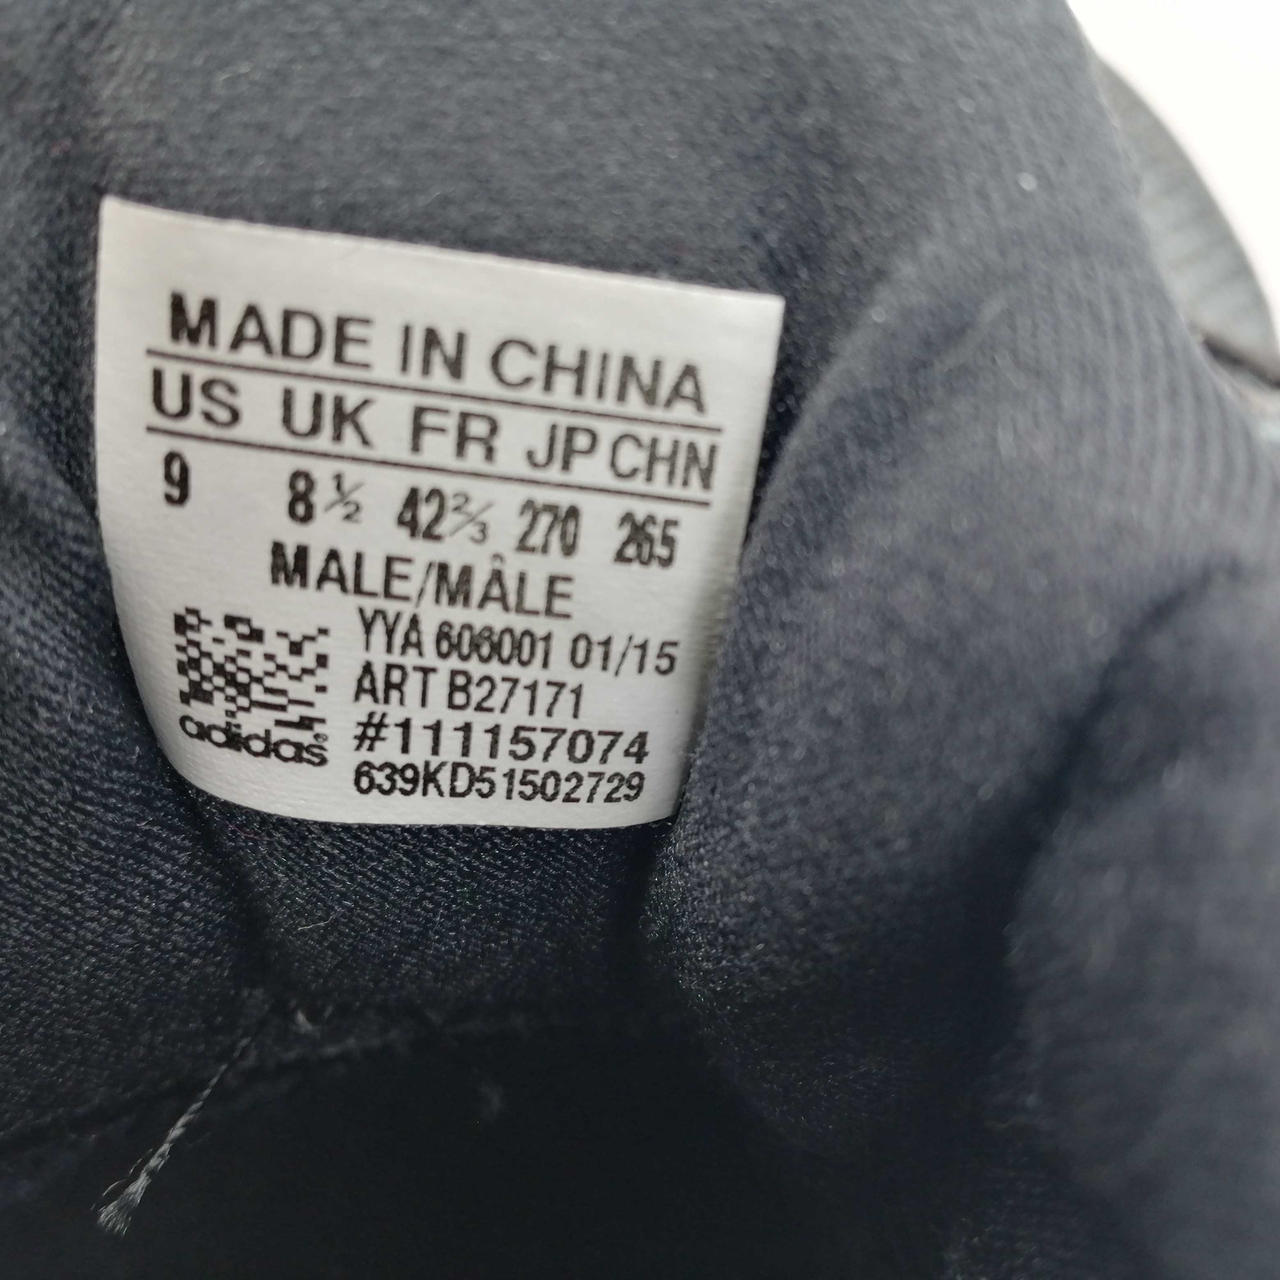 MADE IN CHINA
US UK FR JP CHN
9 8½ 42⅔ 270 265
MALE/MÂLE
YYA 606001 01/15
ART B27171
#111157074
639KD51502729
adidas®